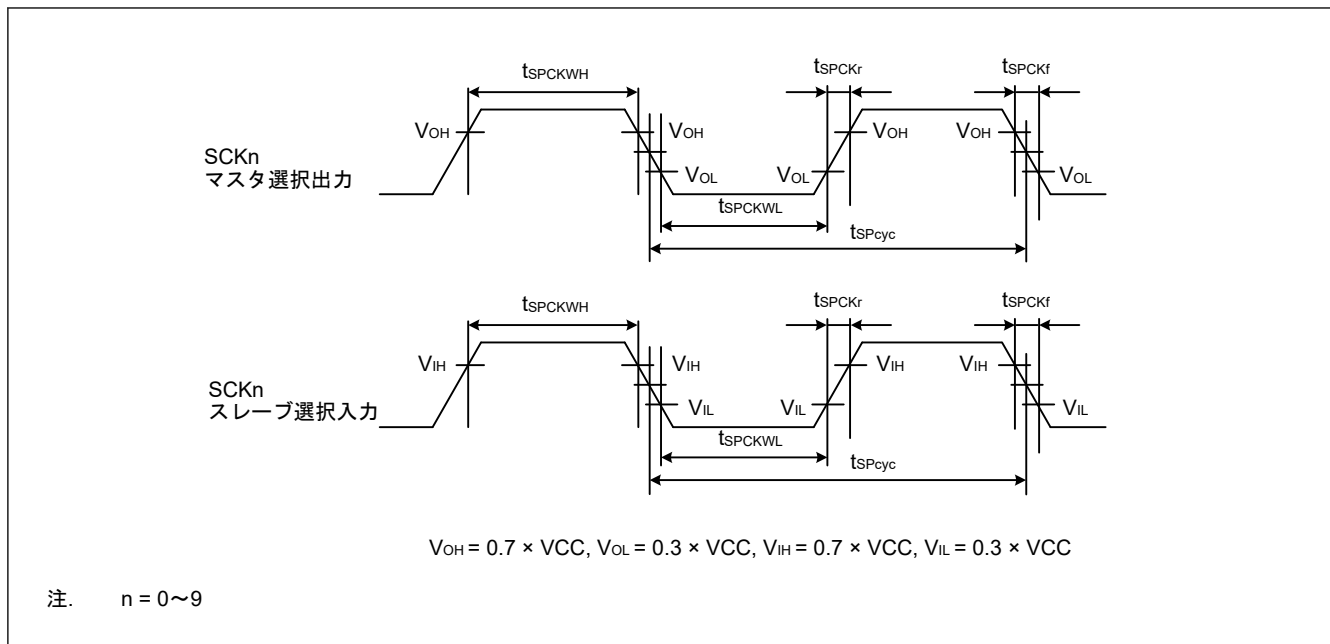 tSPCKWH
tSPCKr
tSPCKf
VOH
VOH
VOH
VOH
SCKn
マスタ選択出力
VOL
VOL
VOL
tSPCKWL
tSPcyc
tSPCKWH
tSPCKr
tSPCKf
VIH
VIH
VIH
VIH
SCKn
スレーブ選択入力
VIL
VIL
VIL
tSPCKWL
tSPcyc
VOH = 0.7 × VCC, VOL = 0.3 × VCC, VIH = 0.7 × VCC, VIL = 0.3 × VCC
注. n = 0～9